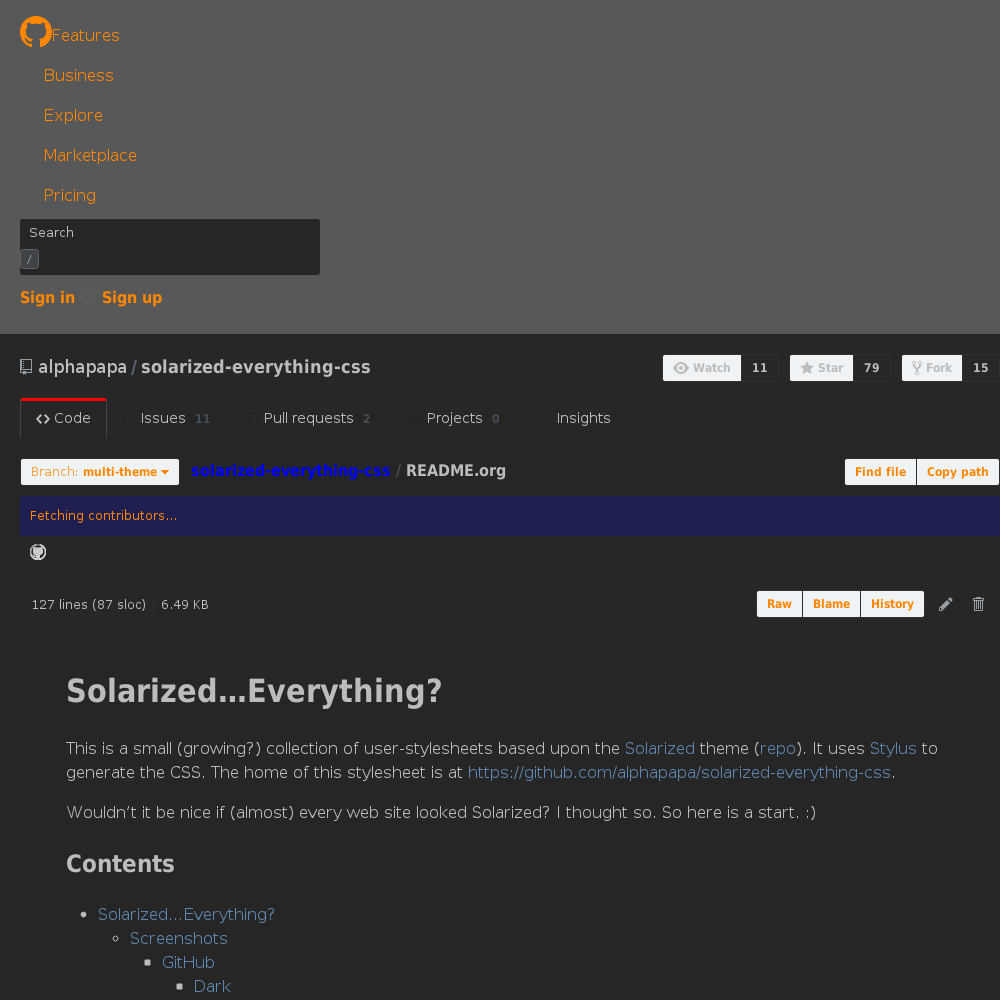 Features
Business
Explore
Marketplace
Pricing
Search
/
Sign in or Sign up
alphapapa / solarized-everything-css
Watch 11 Star 79 Fork 15
Code Issues 11 Pull requests 2 Projects 0 Insights
Branch: multi-theme solarized-everything-css / README.org Find file Copy path
Fetching contributors…
127 lines (87 sloc) 6.49 KB Raw Blame History
Solarized…Everything?
This is a small (growing?) collection of user-stylesheets based upon the Solarized theme (repo). It uses Stylus to
generate the CSS. The home of this stylesheet is at https://github.com/alphapapa/solarized-everything-css.
Wouldn’t it be nice if (almost) every web site looked Solarized? I thought so. So here is a start. :)
Contents
Solarized…Everything?
Screenshots
GitHub
Dark